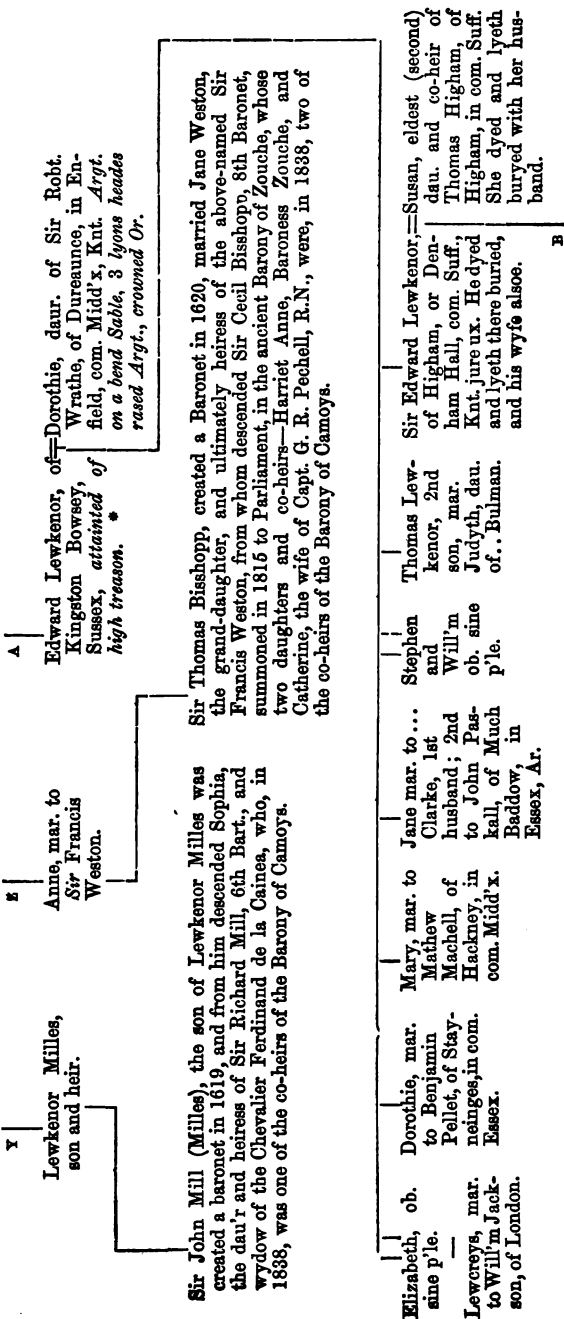 Y
Lewkenor Milles,
son and heir.
Z
Anne, mar. to
Sir Francis
Weston.
A
Edward Lewkenor, of
Kingston Bowsey,
Sussex, attainted of
high treason. *
=Dorothie, daur. of Sir Robt.
Wrathe, of Dureaunce, in En-
field, com. Midd'x, Knt. Argt.
on a bend Sable, 3 lyons heades
rased Argt., crowned Or.
Sir John Mill (Milles), the son of Lewkenor Milles was
created a baronet in 1619, and from him descended Sophia,
the dau'r and heiress of Sir Richard Mill, 6th Bart., and
wydow of the Chevalier Ferdinand de la Cainea, who, in
1838, was one of the co-heirs of the Barony of Camoys.
Sir Thomas Bisshopp, created a Baronet in 1620, married Jane Weston,
the grand-daughter, and ultimately heiress of the above-named Sir
Francis Weston, from whom descended Sir Cecil Bisshopp, 8th Baronet,
summoned in 1815 to Parliament, in the ancient Barony of Zouche, whose
two daughters and co-heirs—Harriet Anne, Baroness Zouche, and
Catherine, the wife of Capt. G. R. Pechell, R.N., were, in 1838, two of
the co-heirs of the Barony of Camoys.
Elizabeth, ob.
sine p'le.
—
Lewcreys, mar.
to Will'm Jack-
son, of London.
Dorothie, mar.
to Benjamin
Pellet, of Stay-
neinges, in com.
Essex.
Mary, mar. to
Mathew
Machell, of
Hackney, in
com. Midd'x.
Jane mar. to ...
Clarke, 1st
husband; 2nd
to John Pas-
kall, of Much
Baddow, in
Essex, Ar.
Stephen
and
Will'm
ob. sine
p'le.
Thomas Lew-
kenor, 2nd
son, mar.
Judyth, dau.
of.. Bulman.
Sir Edward Lewkenor,
of Higham, or Den-
ham Hall, com. Suff.,
Knt. jure ux. He dyed
and lyeth there buried,
and his wyfe alsoe.
=Susan, eldest (second)
dau. and co-heir of
Thomas Higham, of
Higham, in com. Suff.
She dyed and lyeth
buryed with her hus-
band.
B